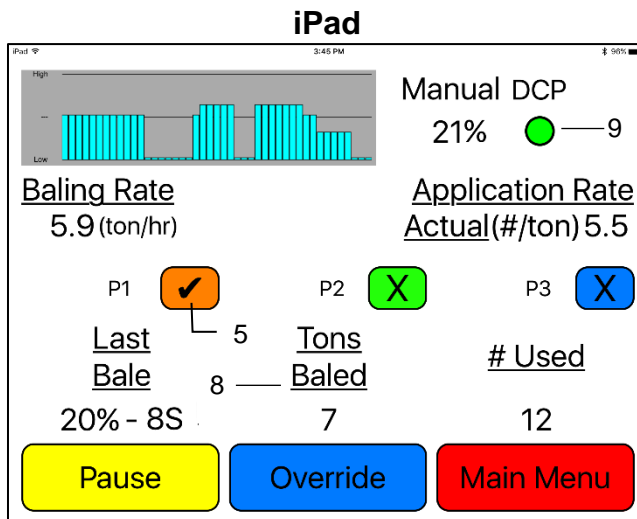 iPad
iPad 3:45 PM 96%
High
Low
Manual DCP
21% 9
Baling Rate
5.9 (ton/hr)
Application Rate
Actual(#/ton) 5.5
P1 ✔ P2 X P3 X
5
Last Bale
8
Tons Baled
# Used
20% - 8S
7
12
Pause Override Main Menu